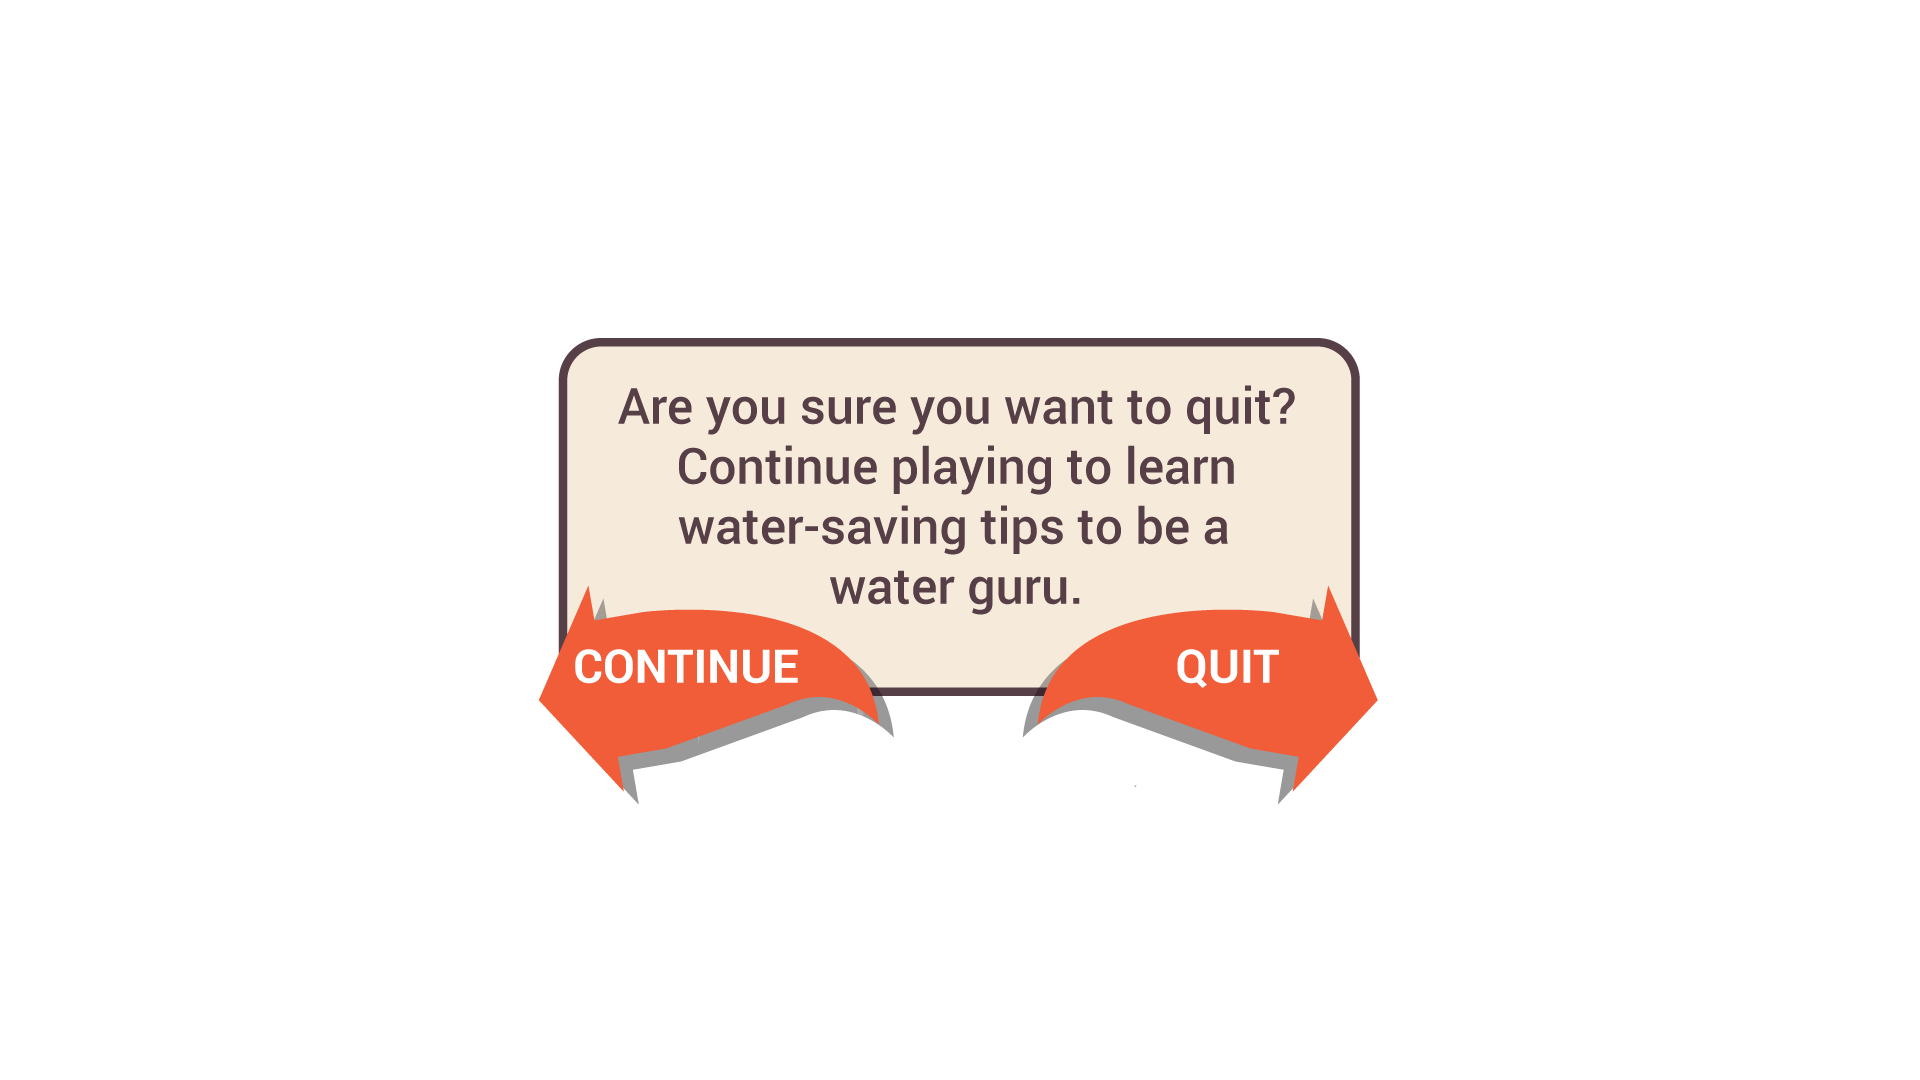 Are you sure you want to quit?
Continue playing to learn
water-saving tips to be a
water guru.
CONTINUE
QUIT